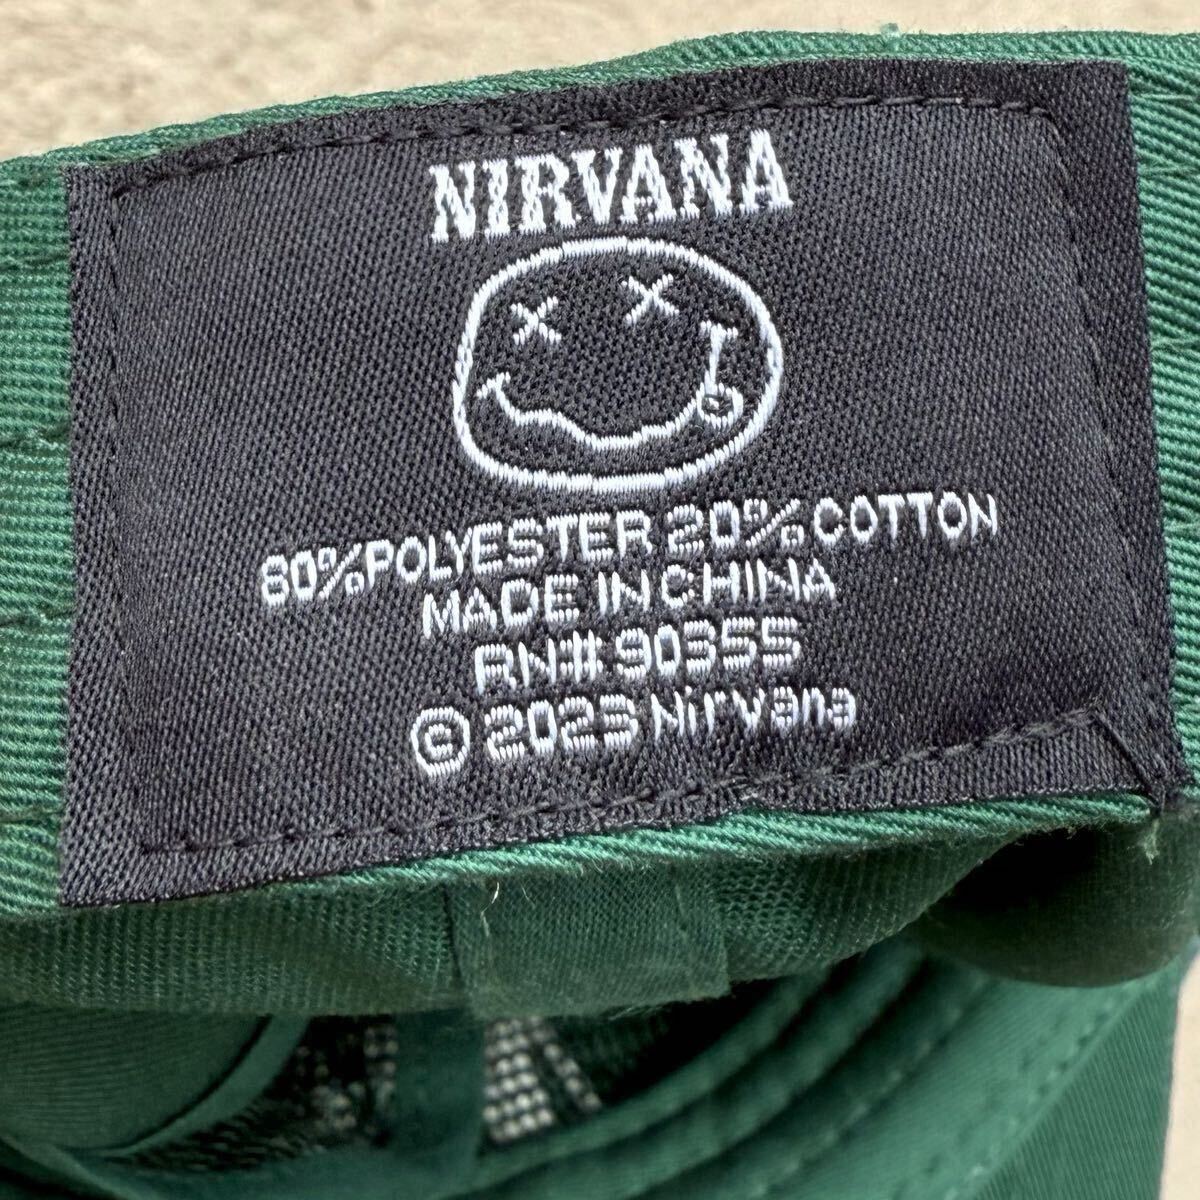 NIRVANA
80%POLYESTER 20%COTTON
MADE IN CHINA
RN# 90355
© 2023 Nirvana